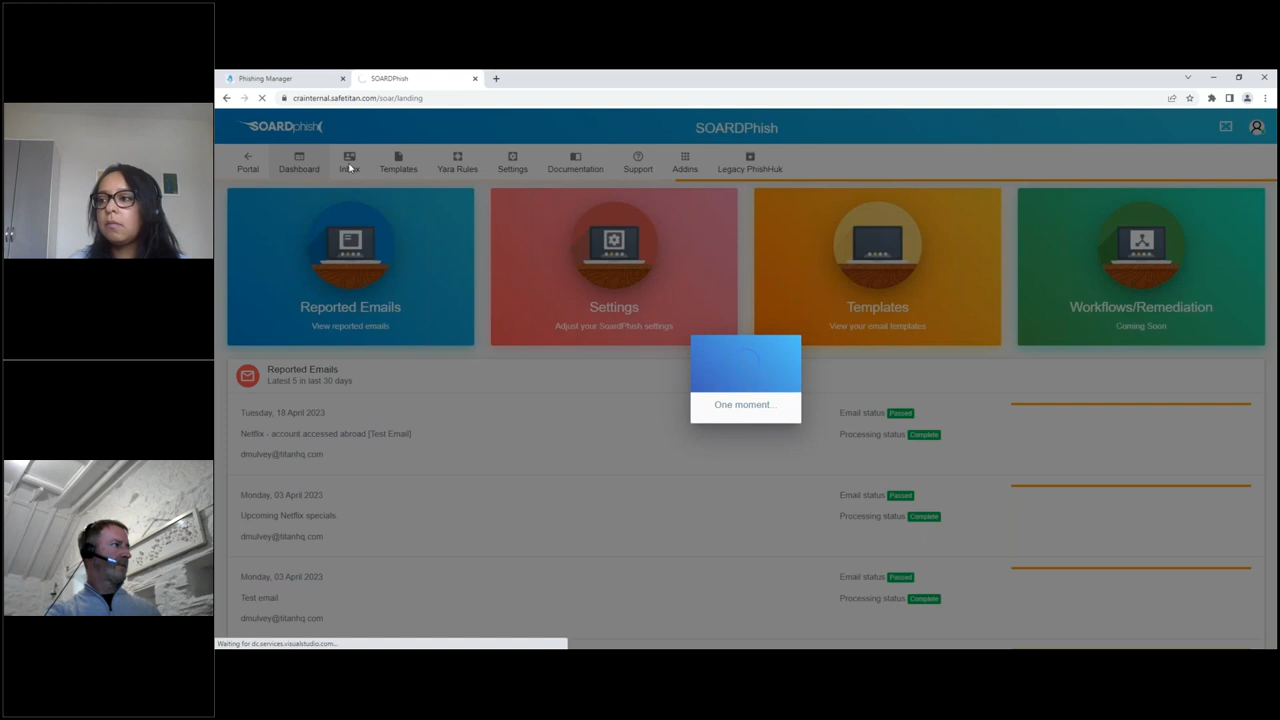 Phishing Manager
SOARDPhish
crainternal.safetitan.com/soar/landing
SOARDphish
SOARDPhish
Portal
Dashboard
Inbox
Templates
Yara Rules
Settings
Documentation
Support
Addins
Legacy PhishHuk
Reported Emails
View reported emails
Settings
Adjust your SoardPhish settings
Templates
View your email templates
Workflows/Remediation
Coming Soon
One moment...
Reported Emails
Latest 5 in last 30 days
Tuesday, 18 April 2023
Email status Passed
Netflix - account accessed abroad [Test Email]
Processing status Complete
dmulvey@titanhq.com
Monday, 03 April 2023
Email status Passed
Upcoming Netflix specials
Processing status Complete
dmulvey@titanhq.com
Monday, 03 April 2023
Email status Passed
Test email
Processing status Complete
dmulvey@titanhq.com
Waiting for dc.services.visualstudio.com...